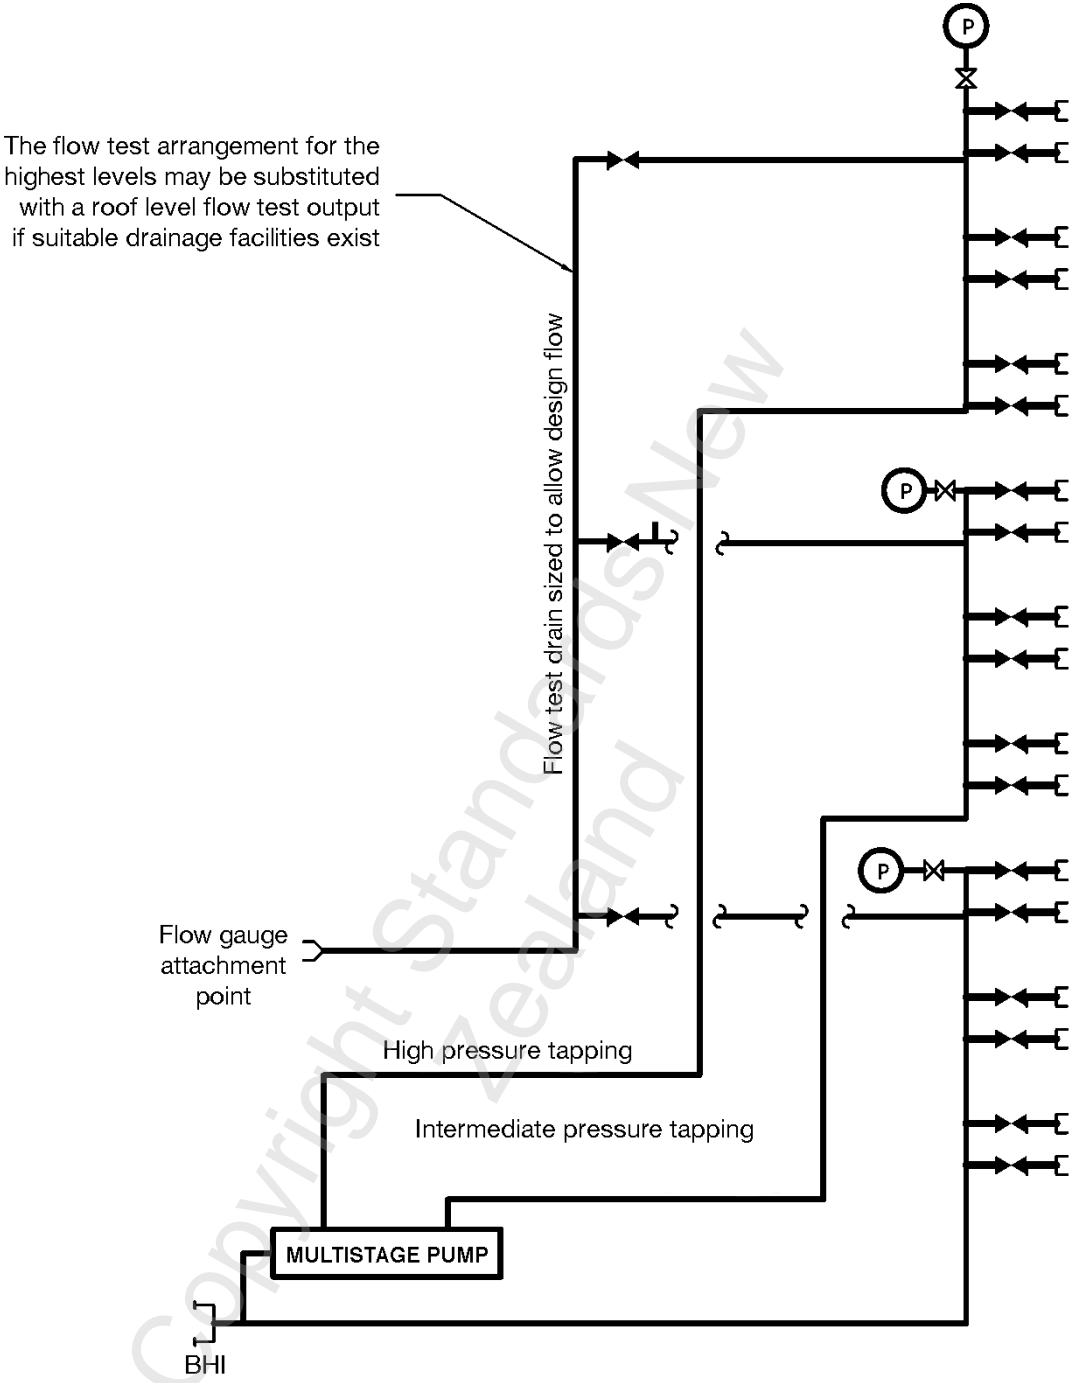 P
The flow test arrangement for the
highest levels may be substituted
with a roof level flow test output
if suitable drainage facilities exist
Flow test drain sized to allow design flow
P
P
Flow gauge
attachment
point
High pressure tapping
Intermediate pressure tapping
MULTISTAGE PUMP
BHI
Copyright Standards New
Zealand